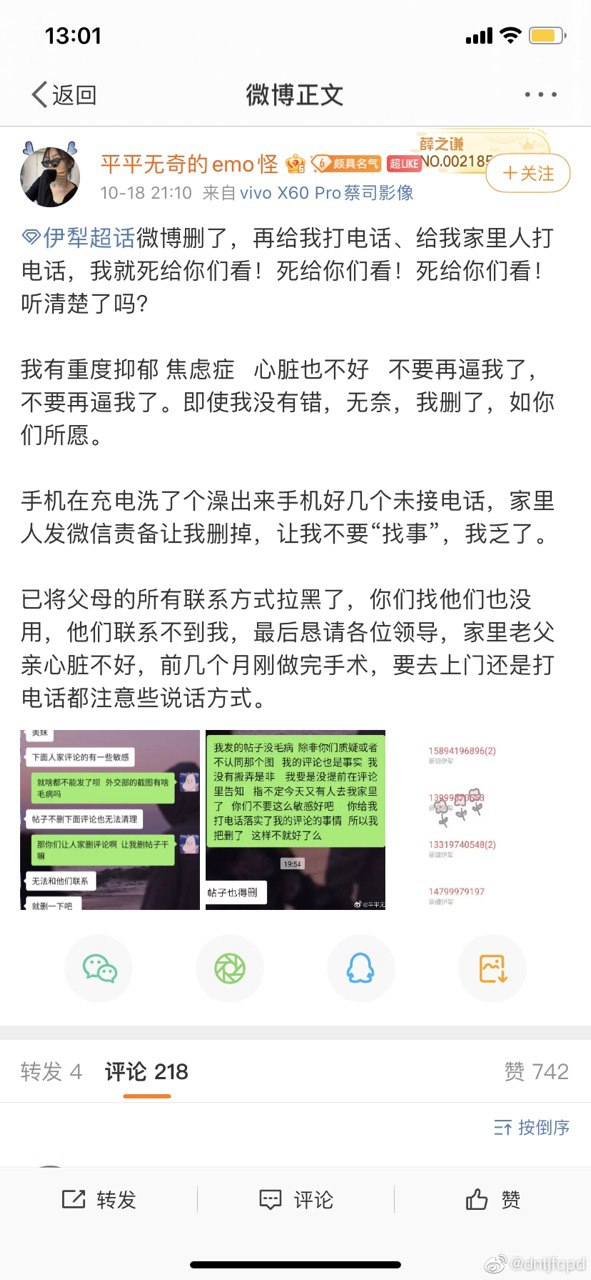 13:01
返回
微博正文
薛之谦
平平无奇的emo怪
6
颇具名气
超LIKE
NO.002185
+关注
10-18 21:10 来自vivo X60 Pro蔡司影像
伊犁超话微博删了，再给我打电话、给我家里人打
电话，我就死给你们看！死给你们看！死给你们看！
听清楚了吗？
我有重度抑郁 焦虑症 心脏也不好 不要再逼我了，
不要再逼我了。即使我没有错，无奈，我删了，如你
们所愿。
手机在充电洗了个澡出来手机好几个未接电话，家里
人发微信责备让我删掉，让我不要“找事”，我乏了。
已将父母的所有联系方式拉黑了，你们找他们也没
用，他们联系不到我，最后恳请各位领导，家里老父
亲心脏不好，前几个月刚做完手术，要去上门还是打
电话都注意些说话方式。
美妹
下面人家评论的有一些敏感
就啥都不能发了呗 外交部的截图有啥
毛病吗
帖子不删下面评论也无法清理
那你们让人家删评论啊 让我删帖子干
嘛
无法和他们联系
就删一下吧
我发的帖子没毛病 除非你们质疑或者
不认同那个图 我的评论也是事实 我
没有搬弄是非 我要是没提前在评论
里告知 指不定今天又有人去我家里
了 你们不要这么敏感好吧 你给我
打电话落实了我的评论的事情 所以我
把删了 这样不就好了么
19:54
帖子也得删
15894196896(2)
新疆伊犁
13319740548(2)
新疆伊犁
14799979197
新疆伊犁
转发 4
评论 218
赞 742
按倒序
转发
评论
赞
@dntjfcpd